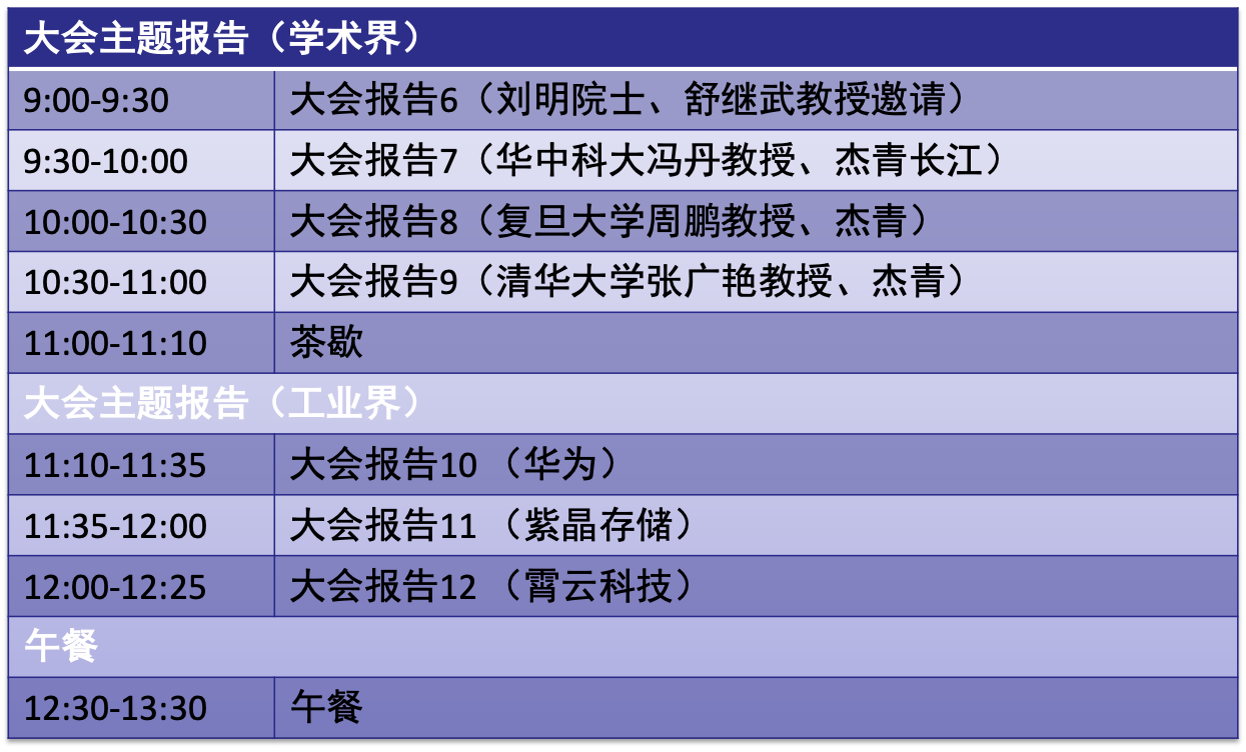 大会主题报告（学术界）
9:00-9:30 大会报告6（刘明院士、舒继武教授邀请）
9:30-10:00 大会报告7（华中科大冯丹教授、杰青长江）
10:00-10:30 大会报告8（复旦大学周鹏教授、杰青）
10:30-11:00 大会报告9（清华大学张广艳教授、杰青）
11:00-11:10 茶歇
大会主题报告（工业界）
11:10-11:35 大会报告10 （华为）
11:35-12:00 大会报告11 （紫晶存储）
12:00-12:25 大会报告12 （霄云科技）
午餐
12:30-13:30 午餐